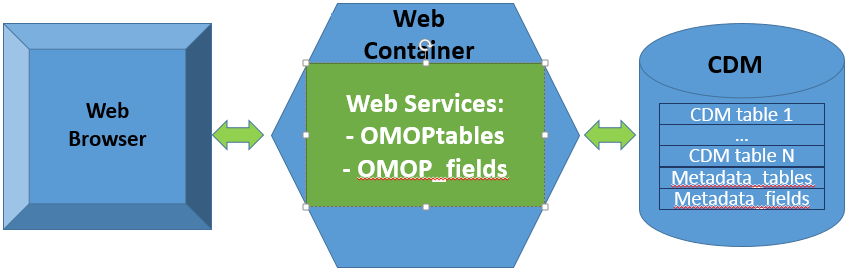 Web
Browser
Web
Container
Web Services:
- OMOPtables
- OMOP_fields
CDM
CDM table 1
...
CDM table N
Metadata_tables
Metadata_fields